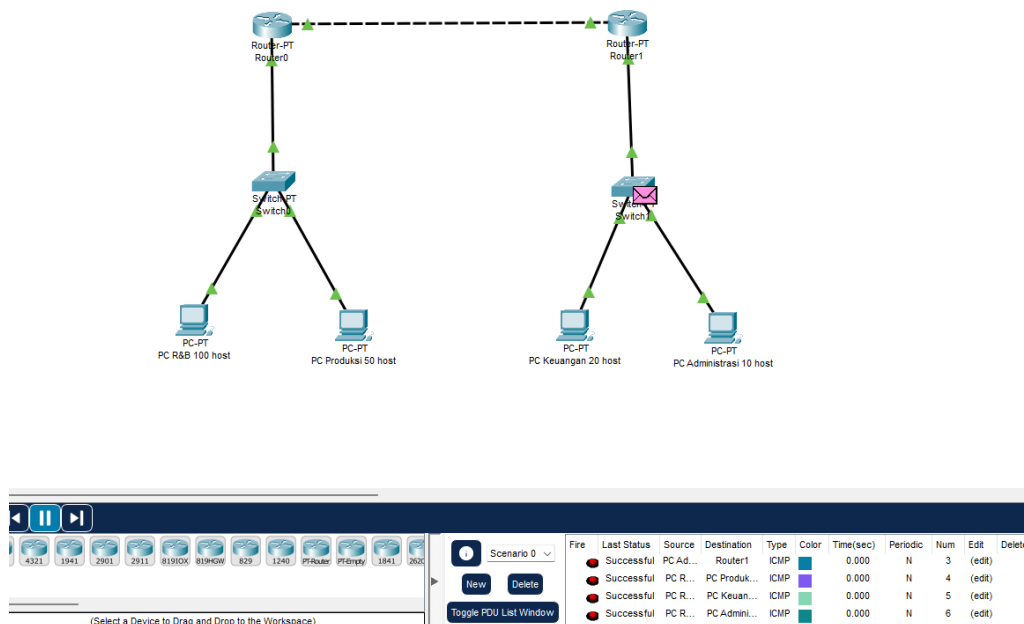 Router-PT
Router0
Router-PT
Router1
Switch-PT
Switch0
Switch1
PC-PT
PC R&B 100 host
PC-PT
PC Produksi 50 host
PC-PT
PC Keuangan 20 host
PC-PT
PC Administrasi 10 host
4321 1941 2901 2911 819IOX 819HGW 829 1240 PT-Router PT-Empty 1841
(Select a Device to Drag and Drop to the Workspace)
Scenario 0
New Delete
Toggle PDU List Window
Fire Last Status Source Destination Type Color Time(sec) Periodic Num Edit Delete
Successful PC Ad... Router1 ICMP 0.000 N 3 (edit)
Successful PC R... PC Produk... ICMP 0.000 N 4 (edit)
Successful PC R... PC Keuan... ICMP 0.000 N 5 (edit)
Successful PC R... PC Admini... ICMP 0.000 N 6 (edit)